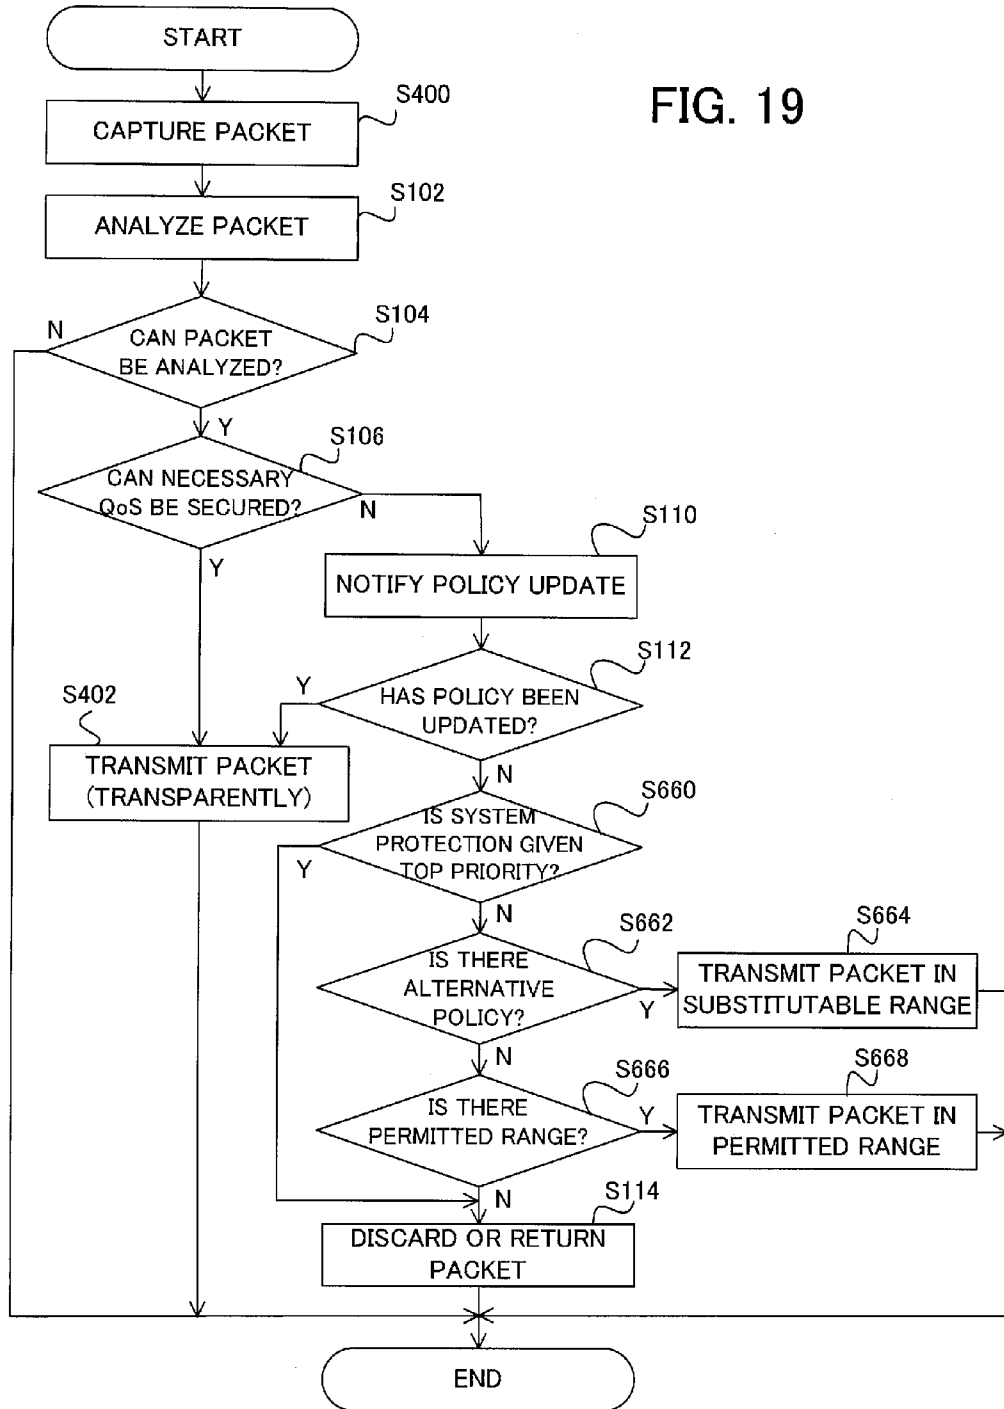 START
FIG. 19
S400
CAPTURE PACKET
S102
ANALYZE PACKET
S104
N
CAN PACKET
BE ANALYZED?
Y
S106
CAN NECESSARY
QoS BE SECURED?
N
Y
S110
NOTIFY POLICY UPDATE
S112
Y
HAS POLICY BEEN
UPDATED?
S402
TRANSMIT PACKET
(TRANSPARENTLY)
N
S660
IS SYSTEM
PROTECTION GIVEN
TOP PRIORITY?
Y
N
S662
IS THERE
ALTERNATIVE
POLICY?
Y
S664
TRANSMIT PACKET IN
SUBSTITUTABLE RANGE
N
S666
IS THERE
PERMITTED RANGE?
Y
S668
TRANSMIT PACKET IN
PERMITTED RANGE
N
S114
DISCARD OR RETURN
PACKET
END